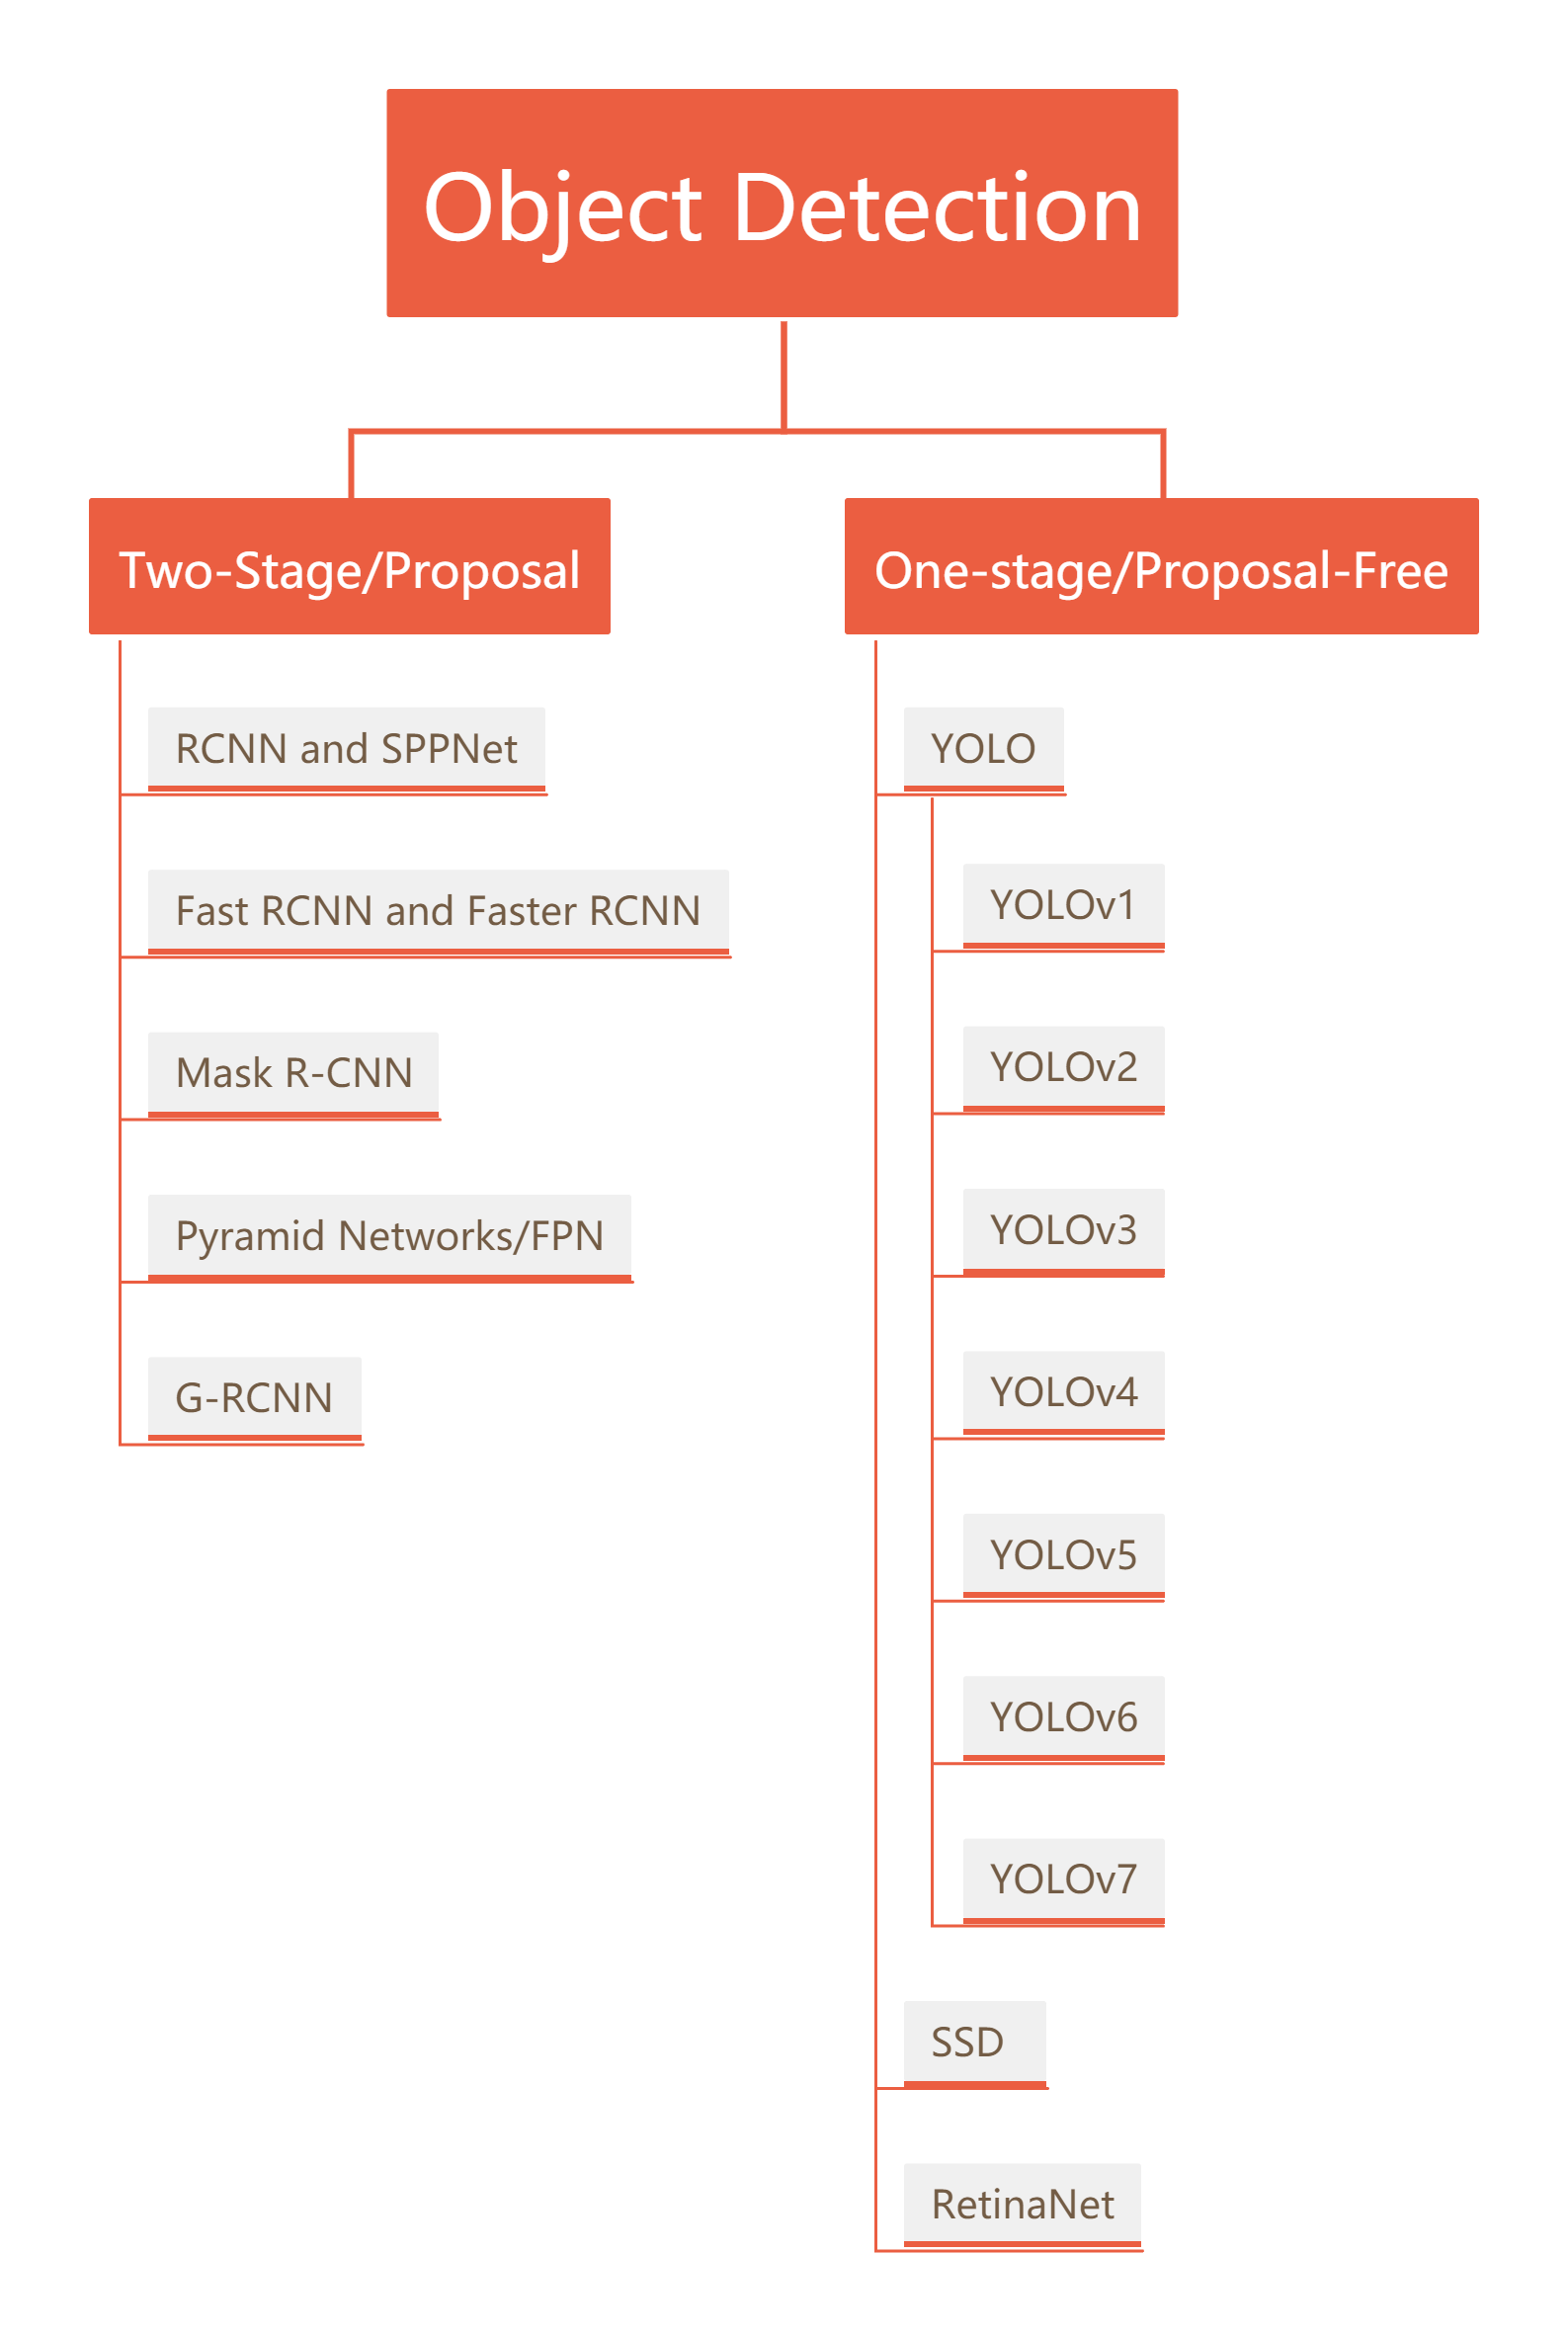 Object Detection
Two-Stage/Proposal
RCNN and SPPNet
Fast RCNN and Faster RCNN
Mask R-CNN
Pyramid Networks/FPN
G-RCNN
One-stage/Proposal-Free
YOLO
YOLOv1
YOLOv2
YOLOv3
YOLOv4
YOLOv5
YOLOv6
YOLOv7
SSD
RetinaNet